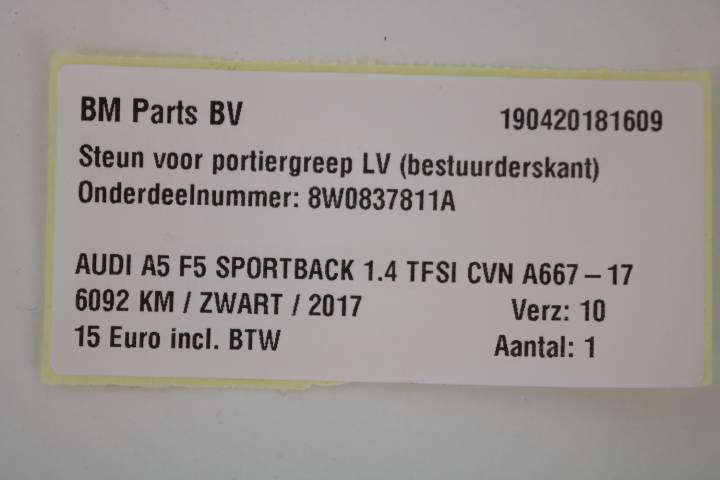 BM Parts BV 190420181609
Steun voor portiergreep LV (bestuurderskant)
Onderdeelnummer: 8W0837811A
AUDI A5 F5 SPORTBACK 1.4 TFSI CVN A667 – 17
6092 KM / ZWART / 2017 Verz: 10
15 Euro incl. BTW Aantal: 1